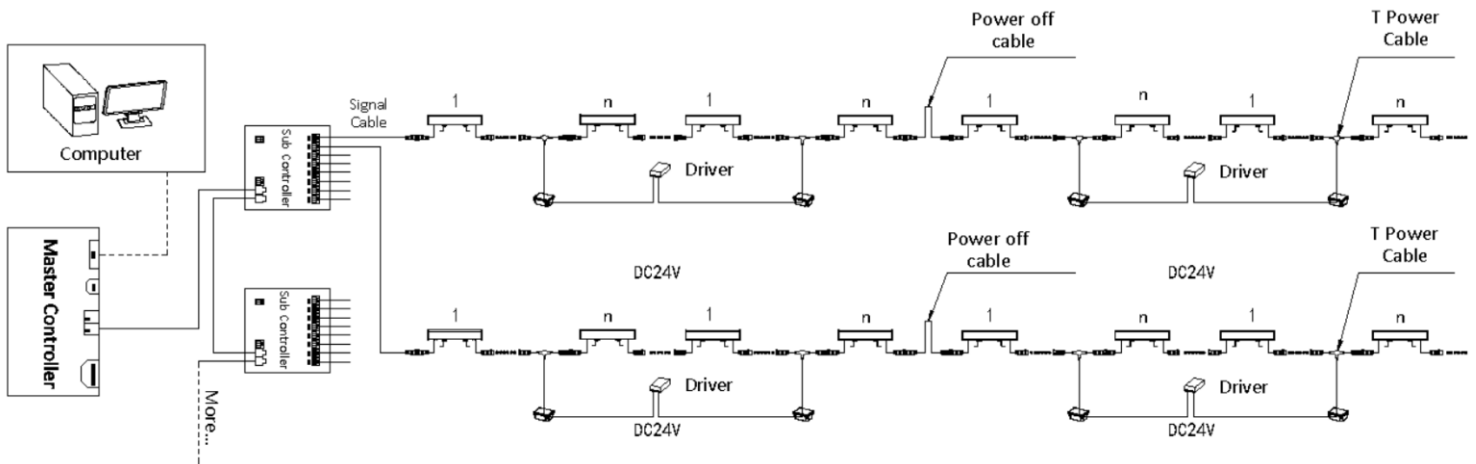 Computer
Master Controller
Sub Controller
Sub Controller
More...
Signal
Cable
Power off
cable
T Power
Cable
1
n
1
n
1
n
1
n
Driver
Driver
Power off
cable
T Power
Cable
DC24V
DC24V
1
n
1
n
1
n
1
n
Driver
Driver
DC24V
DC24V